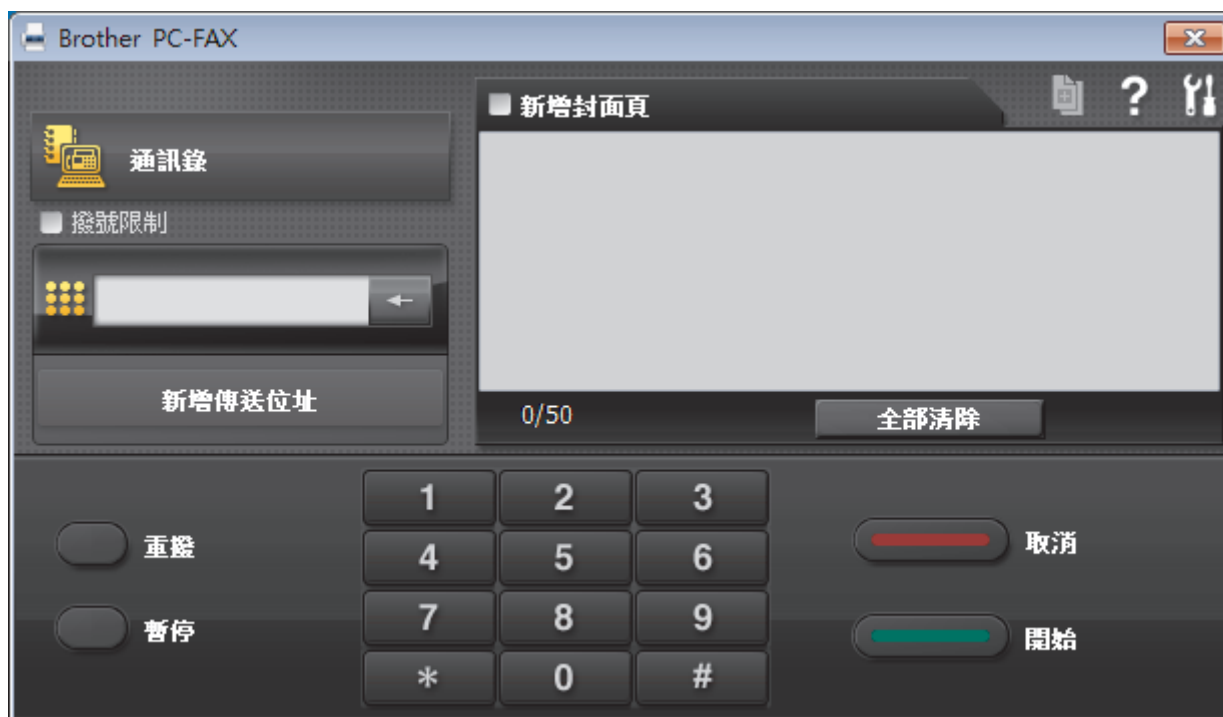 Brother PC-FAX
通訊錄
撥號限制
新增傳送位址
新增封面頁
?
0/50
全部清除
重撥
暫停
1 2 3
4 5 6
7 8 9
* 0 #
取消
開始